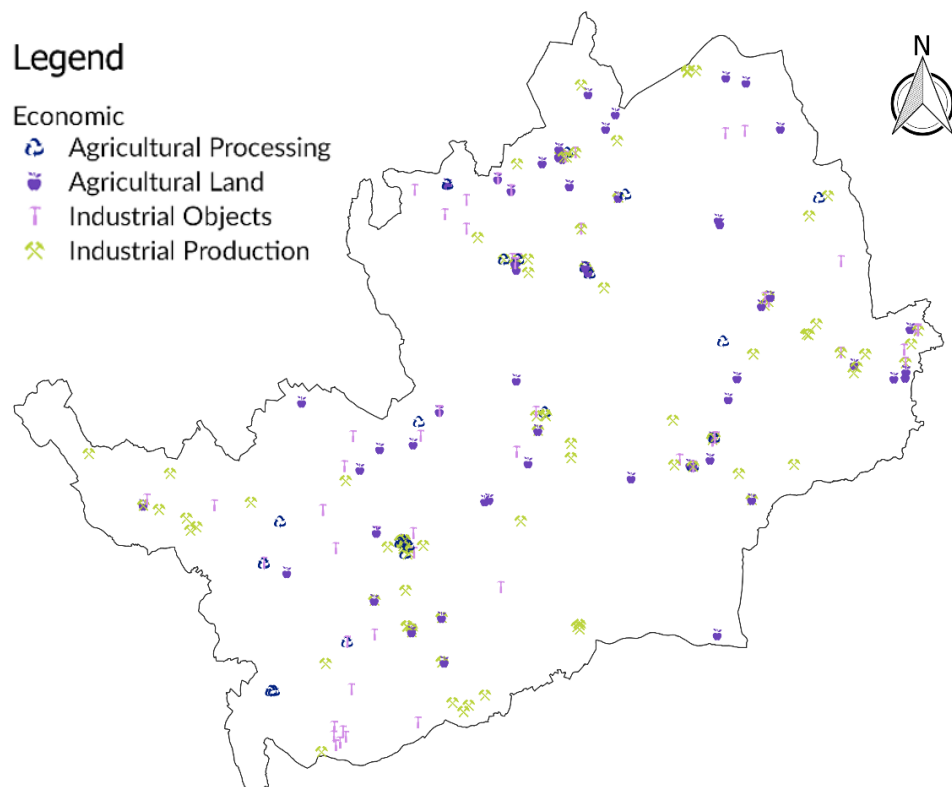 Legend
N
Economic
Agricultural Processing
Agricultural Land
Industrial Objects
Industrial Production